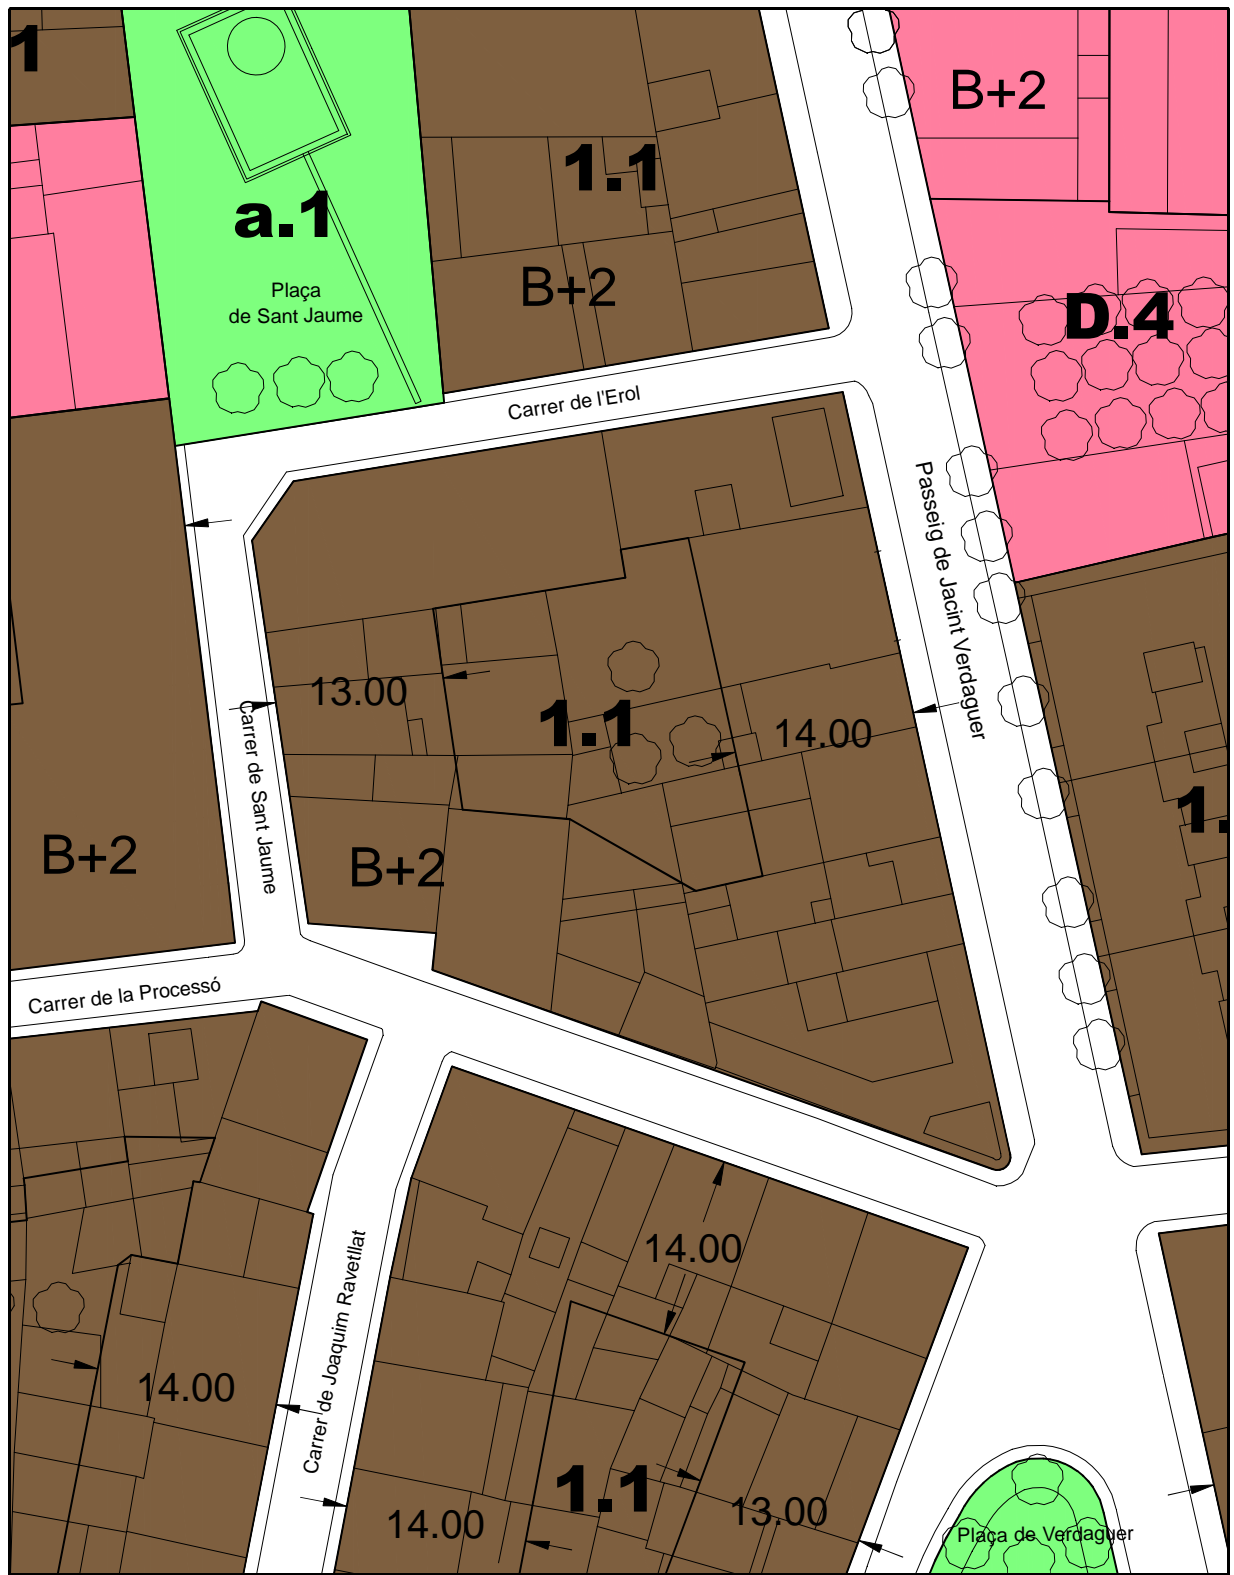 1
B+2
1.1
a.1
Plaça
de Sant Jaume
B+2
D.4
Carrer de l'Erol
Passeig de Jacint Verdaguer
13.00
1.1
14.00
Carrer de Sant Jaume
1.
B+2
B+2
Carrer de la Processó
14.00
Carrer de Joaquim Ravetllat
14.00
1.1
14.00
13.00
Plaça de Verdaguer